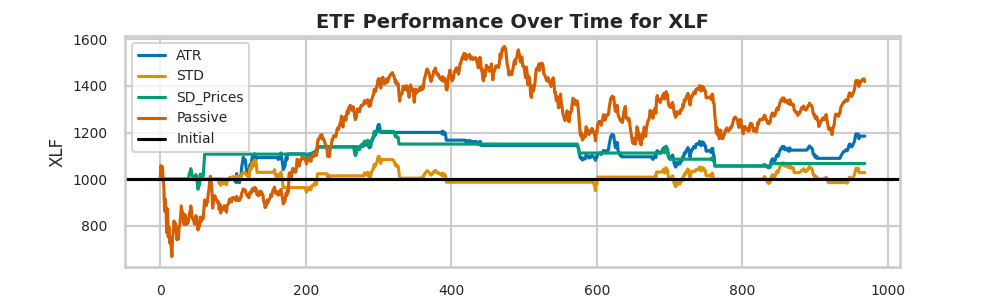 ETF Performance Over Time for XLF
XLF
1600
1400
1200
1000
800
ATR
STD
SD_Prices
Passive
Initial
0 200 400 600 800 1000